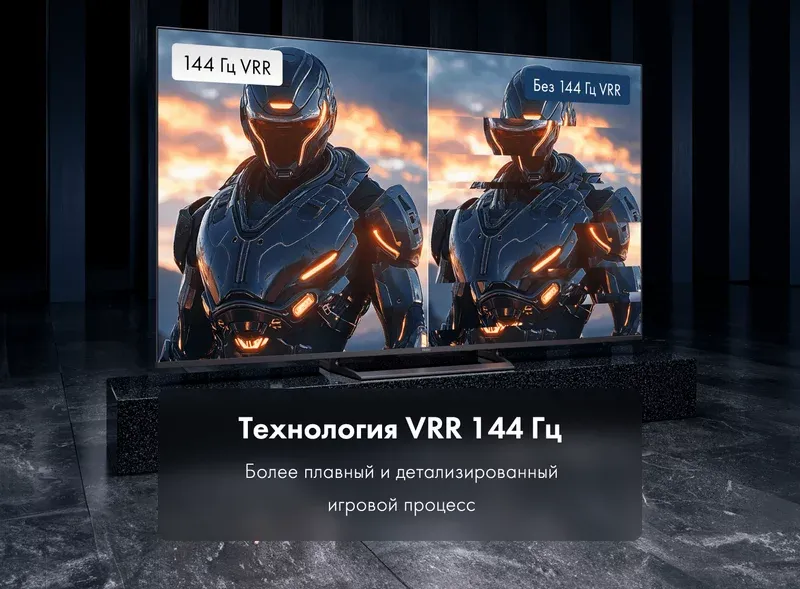 144 Гц VRR
Без 144 Гц VRR
Технология VRR 144 Гц
Более плавный и детализированный
игровой процесс